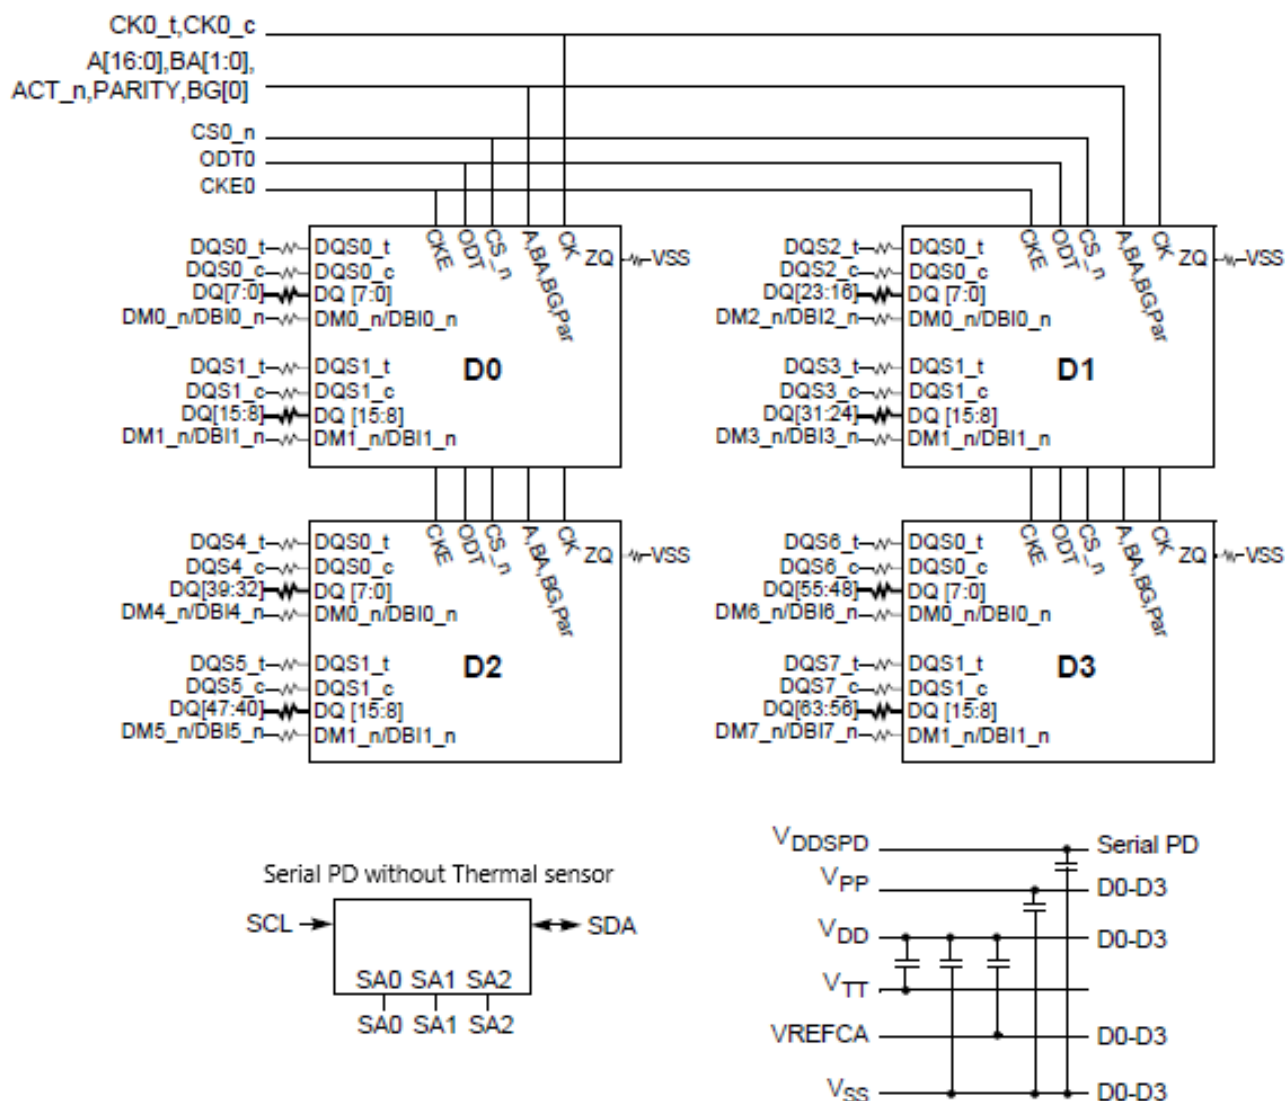 CK0_t,CK0_c
A[16:0],BA[1:0],
ACT_n,PARITY,BG[0]
CS0_n
ODT0
CKE0
CKE ODT CS_n A,BA,BG,Par CK ZQ VSS
DQS0_t DQS0_t
DQS0_c DQS0_c
DQ[7:0] DQ [7:0]
DM0_n/DBI0_n DM0_n/DBI0_n
D0
DQS1_t DQS1_t
DQS1_c DQS1_c
DQ[15:8] DQ [15:8]
DM1_n/DBI1_n DM1_n/DBI1_n
CKE ODT CS_n A,BA,BG,Par CK ZQ VSS
DQS2_t DQS0_t
DQS2_c DQS0_c
DQ[23:16] DQ [7:0]
DM2_n/DBI2_n DM0_n/DBI0_n
D1
DQS3_t DQS1_t
DQS3_c DQS1_c
DQ[31:24] DQ [15:8]
DM3_n/DBI3_n DM1_n/DBI1_n
CKE ODT CS_n A,BA,BG,Par CK ZQ VSS
DQS4_t DQS0_t
DQS4_c DQS0_c
DQ[39:32] DQ [7:0]
DM4_n/DBI4_n DM0_n/DBI0_n
D2
DQS5_t DQS1_t
DQS5_c DQS1_c
DQ[47:40] DQ [15:8]
DM5_n/DBI5_n DM1_n/DBI1_n
CKE ODT CS_n A,BA,BG,Par CK ZQ VSS
DQS6_t DQS0_t
DQS6_c DQS0_c
DQ[55:48] DQ [7:0]
DM6_n/DBI6_n DM0_n/DBI0_n
D3
DQS7_t DQS1_t
DQS7_c DQS1_c
DQ[63:56] DQ [15:8]
DM7_n/DBI7_n DM1_n/DBI1_n
Serial PD without Thermal sensor
SCL SDA
SA0 SA1 SA2
SA0 SA1 SA2
VDDSPD Serial PD
VPP D0-D3
VDD D0-D3
VTT
VREFCA D0-D3
VSS D0-D3